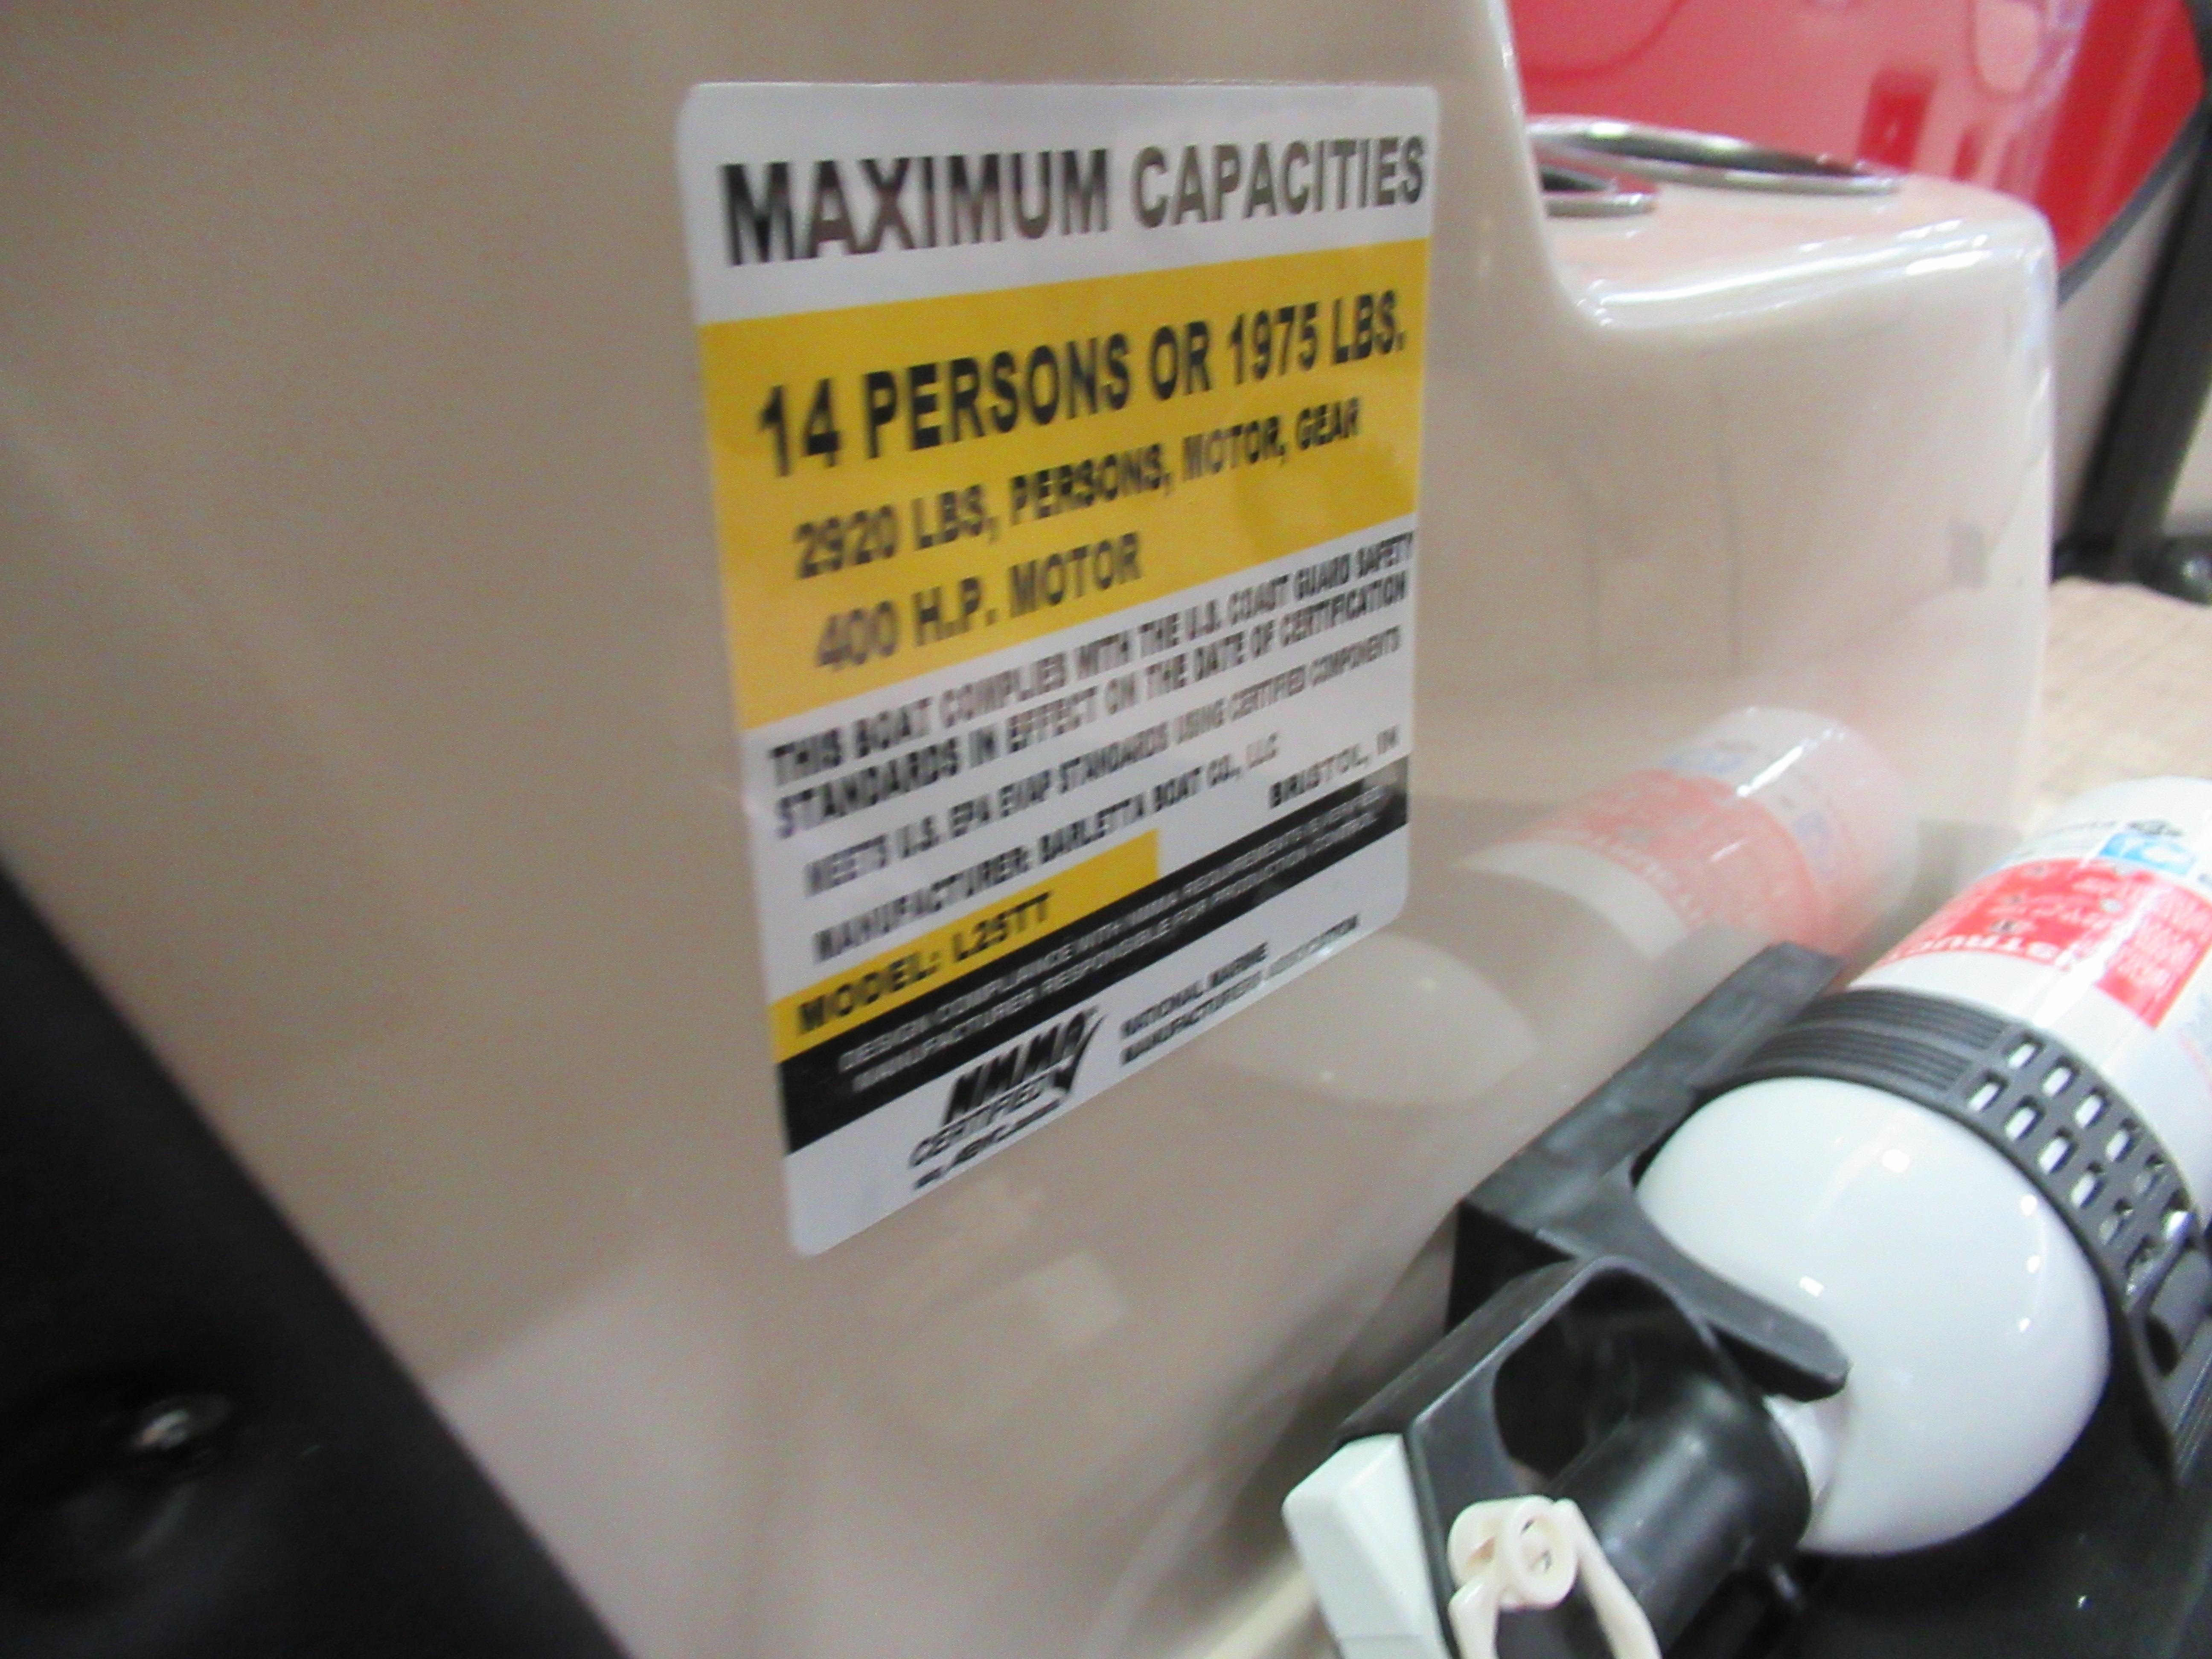 MAXIMUM CAPACITIES
14 PERSONS OR 1975 LBS.
2920 LBS, PERSONS, MOTOR, GEAR
400 H.P. MOTOR
THIS BOAT COMPLIES WITH THE U.S. COAST GUARD SAFETY
STANDARDS IN EFFECT ON THE DATE OF CERTIFICATION
MEETS U.S. EPA EVAP STANDARDS USING CERTIFIED COMPONENTS
MANUFACTURER: BARLETTA BOAT CO., LLC
BRISTOL, IN
MODEL: L25TT
DESIGN COMPLIANCE WITH NMMA REQUIREMENTS
MANUFACTURER RESPONSIBLE FOR PRODUCTION CONTROL
NMMA
CERTIFIED
NATIONAL MARINE
MANUFACTURERS ASSOCIATION